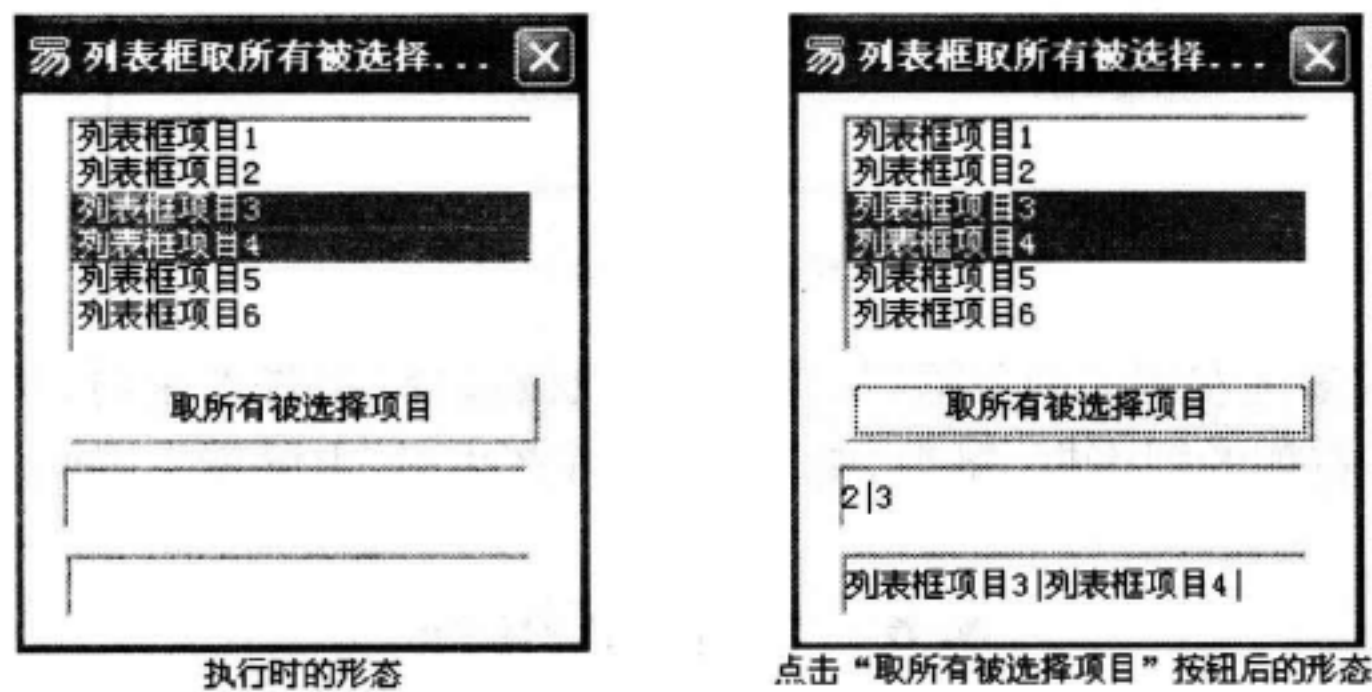 易 列表框取所有被选择...
列表框项目1
列表框项目2
列表框项目3
列表框项目4
列表框项目5
列表框项目6
取所有被选择项目
执行时的形态
易 列表框取所有被选择...
列表框项目1
列表框项目2
列表框项目3
列表框项目4
列表框项目5
列表框项目6
取所有被选择项目
2|3
列表框项目3|列表框项目4|
点击“取所有被选择项目”按钮后的形态